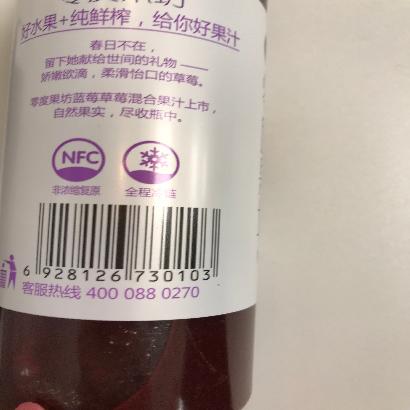 好水果+纯鲜榨，给你好果汁
春日不在，
留下她献给世间的礼物 ——
娇嫩欲滴，柔滑怡口的草莓。
零度果坊蓝莓草莓混合果汁上市，
自然果实，尽收瓶中。
NFC
非浓缩复原 全程冷链
6 928126 730103
客服热线 400 088 0270